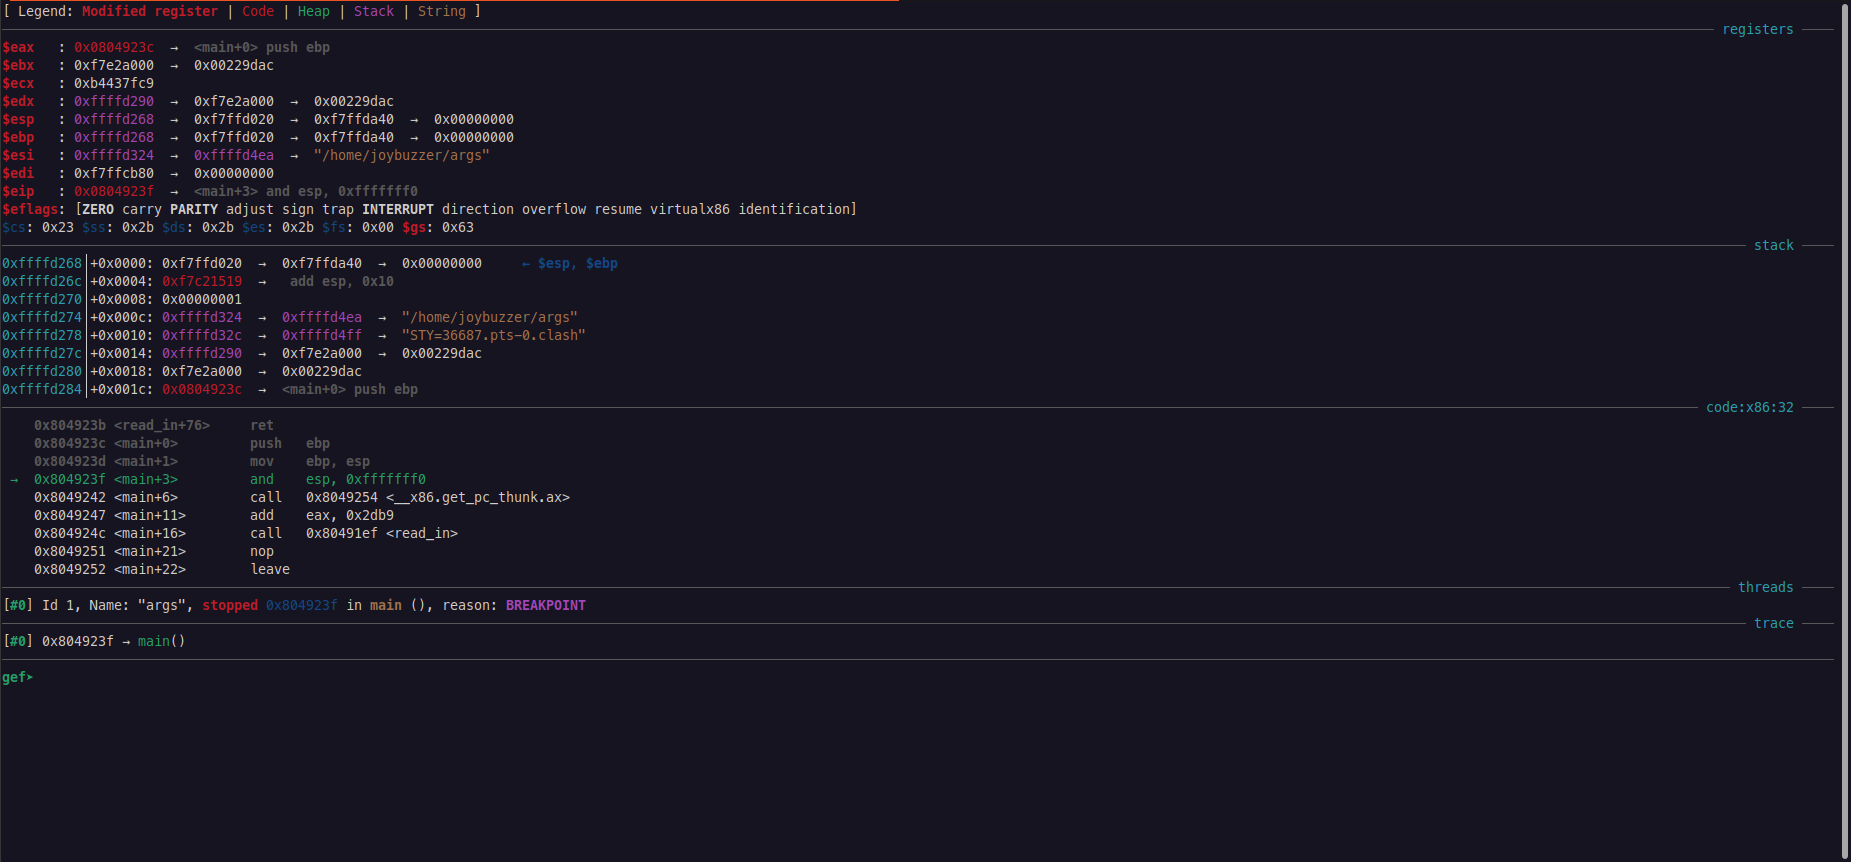 [ Legend: Modified register | Code | Heap | Stack | String ]
registers
$eax   : 0x0804923c  →  <main+0> push ebp
$ebx   : 0xf7e2a000  →  0x00229dac
$ecx   : 0xb4437fc9
$edx   : 0xffffd290  →  0xf7e2a000  →  0x00229dac
$esp   : 0xffffd268  →  0xf7ffd020  →  0xf7ffda40  →  0x00000000
$ebp   : 0xffffd268  →  0xf7ffd020  →  0xf7ffda40  →  0x00000000
$esi   : 0xffffd324  →  0xffffd4ea  →  "/home/joybuzzer/args"
$edi   : 0xf7ffcb80  →  0x00000000
$eip   : 0x0804923f  →  <main+3> and esp, 0xfffffff0
$eflags: [ZERO carry PARITY adjust sign trap INTERRUPT direction overflow resume virtualx86 identification]
$cs: 0x23 $ss: 0x2b $ds: 0x2b $es: 0x2b $fs: 0x00 $gs: 0x63
stack
0xffffd268│+0x0000: 0xf7ffd020  →  0xf7ffda40  →  0x00000000     ← $esp, $ebp
0xffffd26c│+0x0004: 0xf7c21519  →   add esp, 0x10
0xffffd270│+0x0008: 0x00000001
0xffffd274│+0x000c: 0xffffd324  →  0xffffd4ea  →  "/home/joybuzzer/args"
0xffffd278│+0x0010: 0xffffd32c  →  0xffffd4ff  →  "STY=36687.pts-0.clash"
0xffffd27c│+0x0014: 0xffffd290  →  0xf7e2a000  →  0x00229dac
0xffffd280│+0x0018: 0xf7e2a000  →  0x00229dac
0xffffd284│+0x001c: 0x0804923c  →  <main+0> push ebp
code:x86:32
0x804923b <read_in+76>     ret
0x804923c <main+0>         push   ebp
0x804923d <main+1>         mov    ebp, esp
→  0x804923f <main+3>         and    esp, 0xfffffff0
0x8049242 <main+6>         call   0x8049254 <__x86.get_pc_thunk.ax>
0x8049247 <main+11>        add    eax, 0x2db9
0x804924c <main+16>        call   0x80491ef <read_in>
0x8049251 <main+21>        nop
0x8049252 <main+22>        leave
threads
[#0] Id 1, Name: "args", stopped 0x804923f in main (), reason: BREAKPOINT
trace
[#0] 0x804923f → main()
gef➤